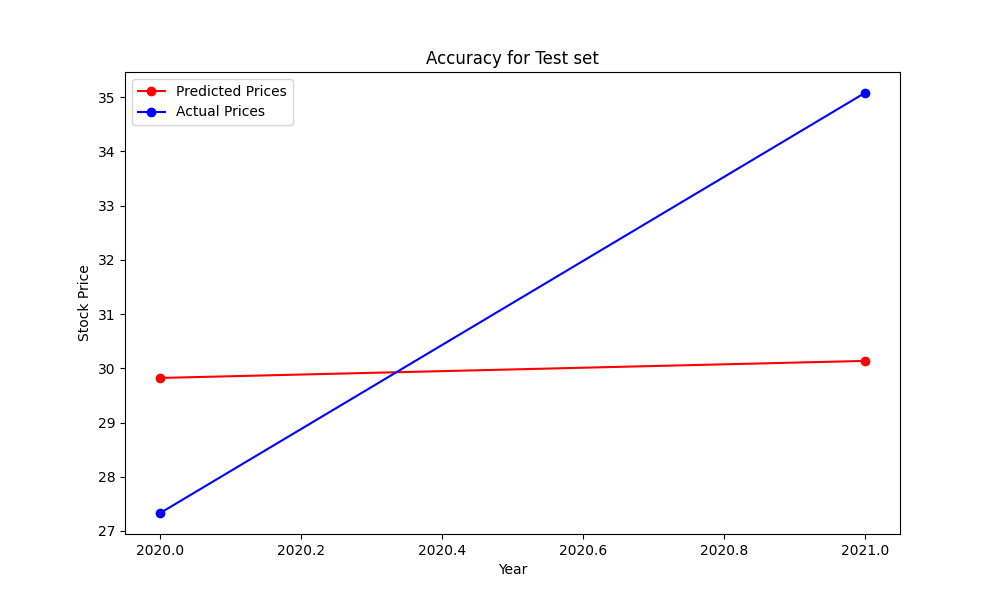 Accuracy for Test set
Predicted Prices
Actual Prices
35
34
33
32
31
30
29
28
27
Stock Price
2020.0 2020.2 2020.4 2020.6 2020.8 2021.0
Year